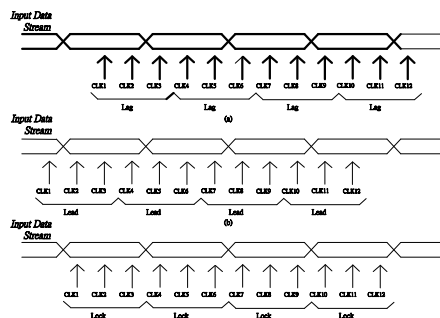 Input Data
Stream
CLK1 CLK2 CLK3 CLK4 CLK5 CLK6 CLK7 CLK8 CLK9 CLK10 CLK11 CLK12
Lag Lag Lag Lag
(a)
Input Data
Stream
CLK1 CLK2 CLK3 CLK4 CLK5 CLK6 CLK7 CLK8 CLK9 CLK10 CLK11 CLK12
Lead Lead Lead Lead
(b)
Input Data
Stream
CLK1 CLK2 CLK3 CLK4 CLK5 CLK6 CLK7 CLK8 CLK9 CLK10 CLK11 CLK12
Lock Lock Lock Lock